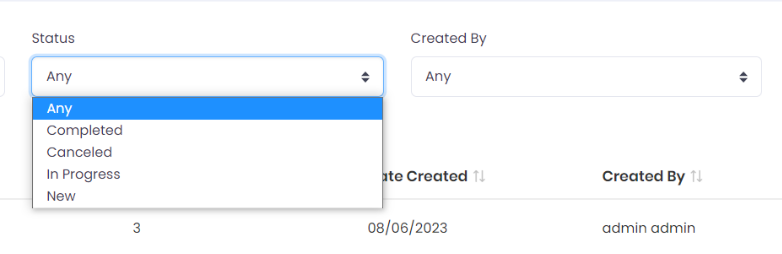 Status
Created By
Any
Any
Any
Completed
Canceled
In Progress
New
ate Created
Created By
3
08/06/2023
admin admin